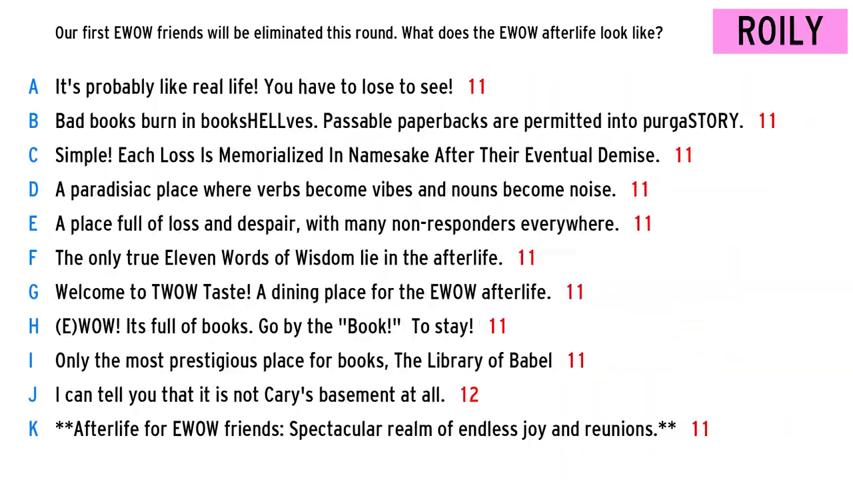 Our first EWOW friends will be eliminated this round. What does the EWOW afterlife look like?
ROILY
A It's probably like real life! You have to lose to see! 11
B Bad books burn in booksHELLves. Passable paperbacks are permitted into purgaSTORY. 11
C Simple! Each Loss Is Memorialized In Namesake After Their Eventual Demise. 11
D A paradisiac place where verbs become vibes and nouns become noise. 11
E A place full of loss and despair, with many non-responders everywhere. 11
F The only true Eleven Words of Wisdom lie in the afterlife. 11
G Welcome to TWOW Taste! A dining place for the EWOW afterlife. 11
H (E)WOW! Its full of books. Go by the "Book!" To stay! 11
I Only the most prestigious place for books, The Library of Babel 11
J I can tell you that it is not Cary's basement at all. 12
K **Afterlife for EWOW friends: Spectacular realm of endless joy and reunions.** 11